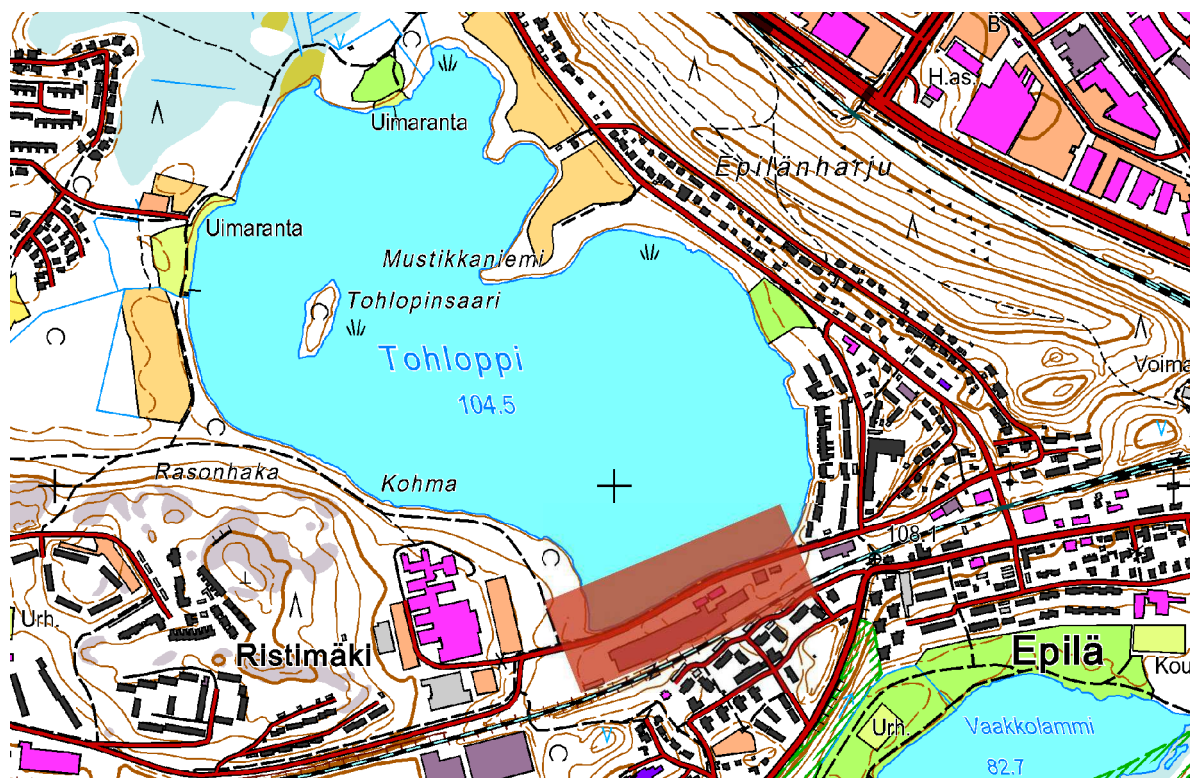 B
H.as
Uimaranta
Epilänharju
Uimaranta
Mustikkaniemi
Tohlopinsaari
Tohloppi
104.5
Voima
Rasonhaka
Kohma
108.1
Urh.
Ristimäki
Epilä
Kou
Urh.
Vaakkolammi
82.7